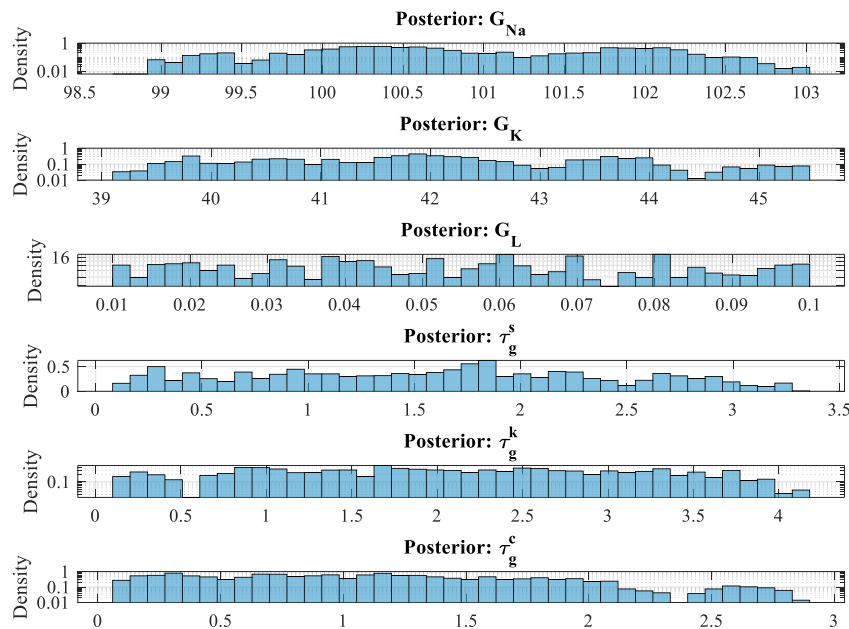 Posterior: G_Na
Density
1
0.01
98.5 99 99.5 100 100.5 101 101.5 102 102.5 103
Posterior: G_K
Density
1
0.1
0.01
39 40 41 42 43 44 45
Posterior: G_L
Density
16
0.01 0.02 0.03 0.04 0.05 0.06 0.07 0.08 0.09 0.1
Posterior: τ_g^s
Density
0.5
0
0 0.5 1 1.5 2 2.5 3 3.5
Posterior: τ_g^k
Density
0.1
0 0.5 1 1.5 2 2.5 3 3.5 4
Posterior: τ_g^c
Density
1
0.1
0.01
0 0.5 1 1.5 2 2.5 3